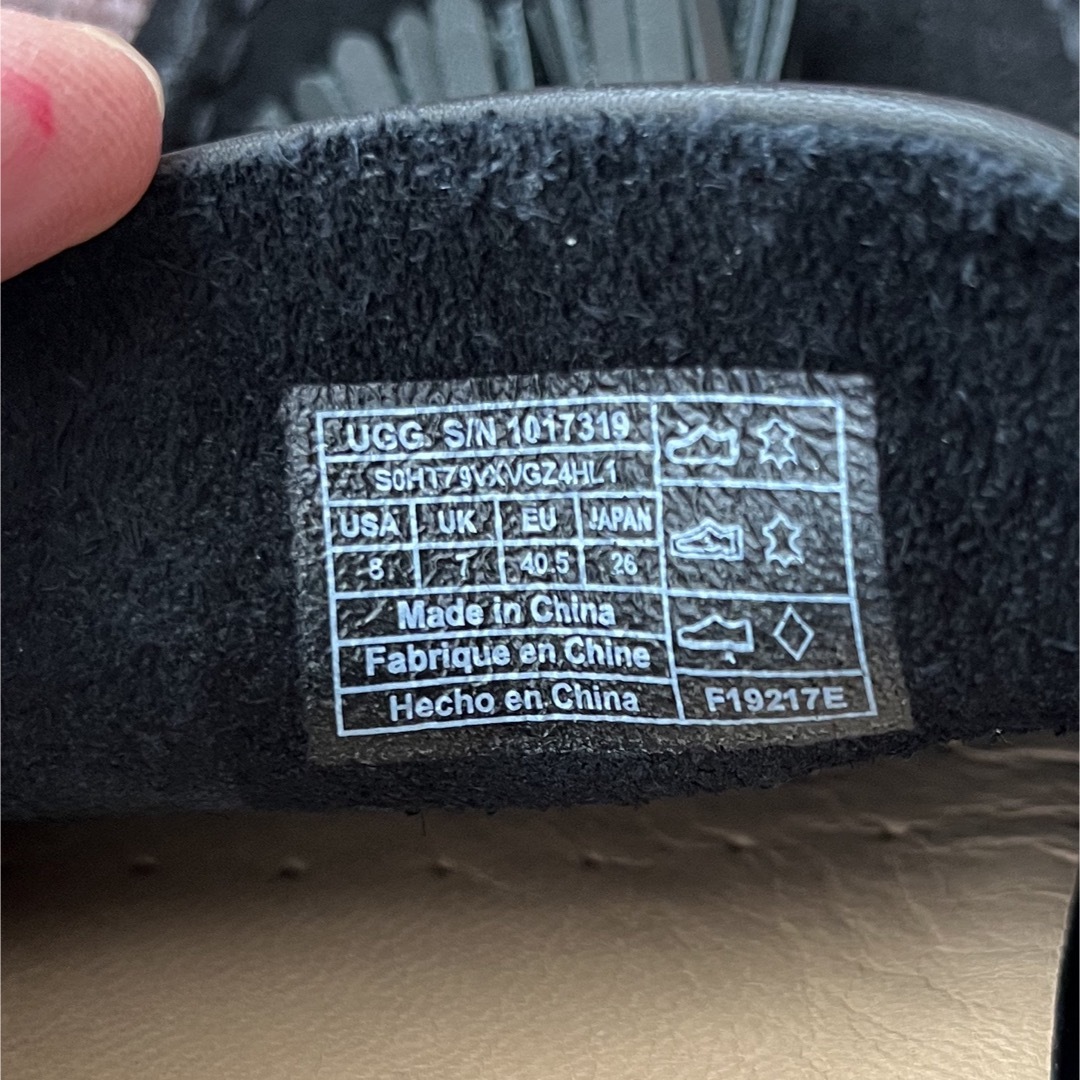 UGG S/N 1017319
S0HT79VXVGZ4HL1
USA UK EU JAPAN
8 7 40.5 26
Made in China
Fabrique en Chine
Hecho en China
F19217E